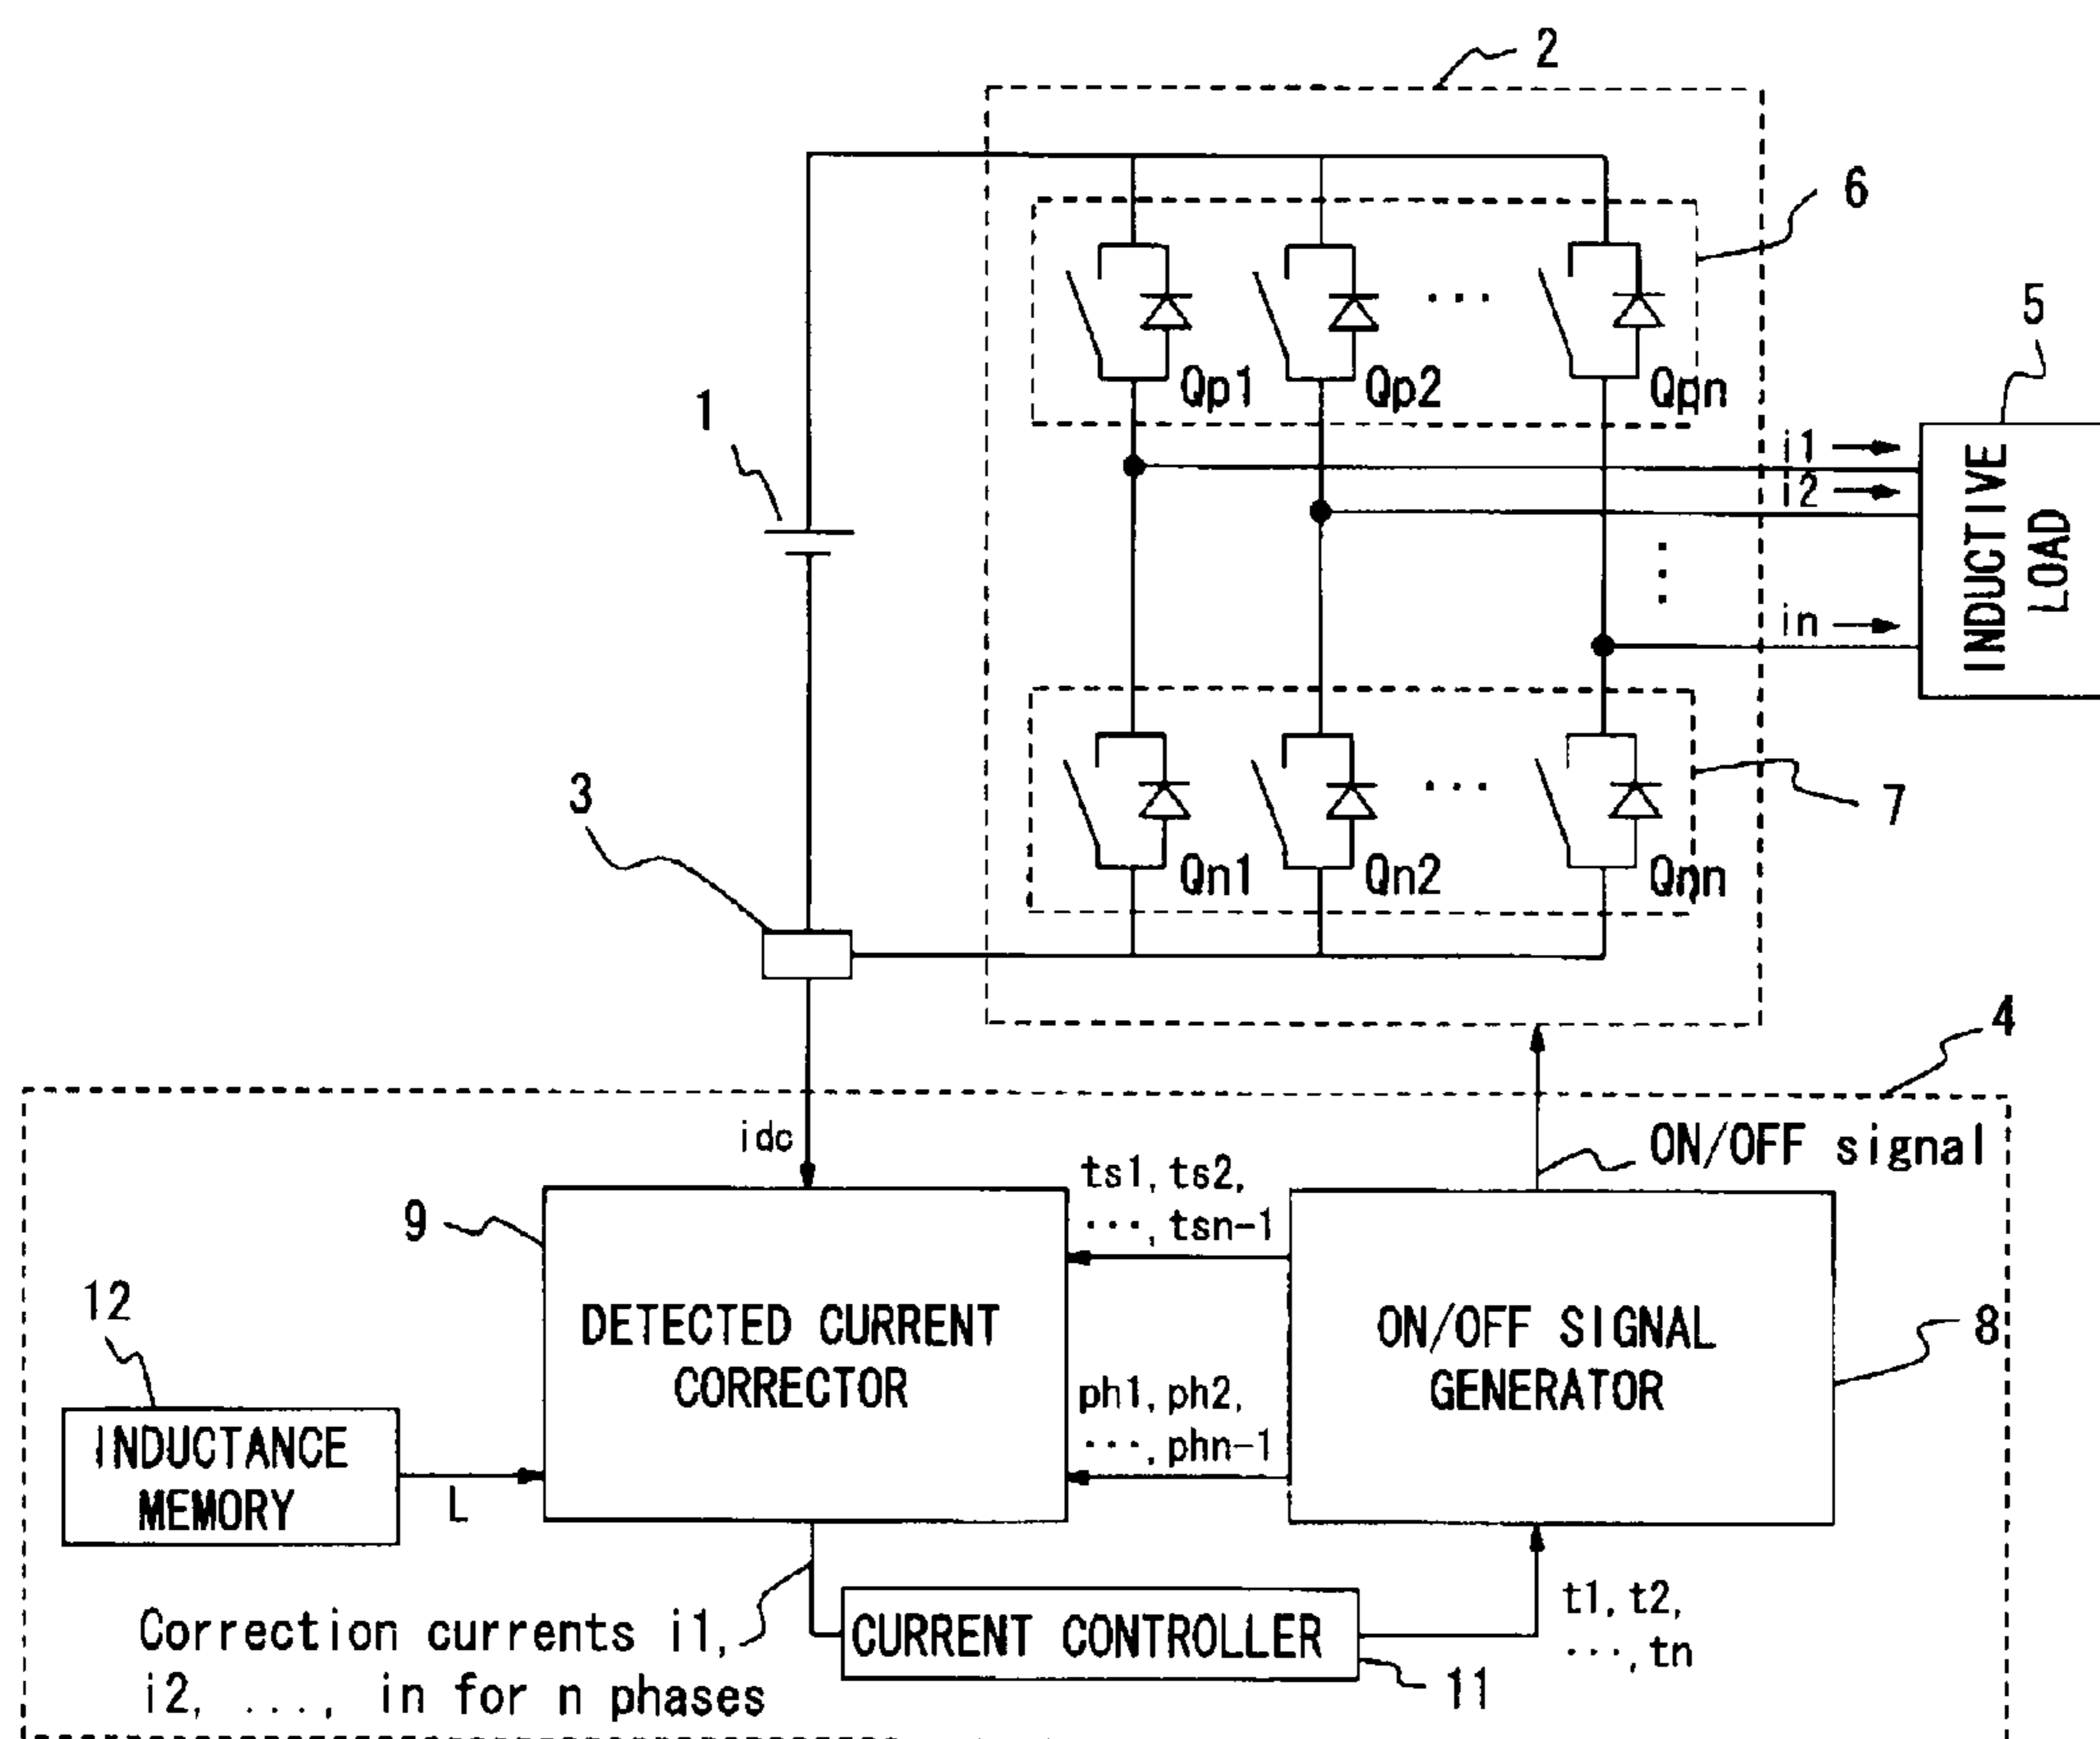 2
6
Qp1
Qp2
Qpn
1
5
i1
i2
in
INDUCTIVE
LOAD
3
7
Qn1
Qn2
Qnn
4
idc
ON/OFF signal
ts1, ts2,
···, tsn-1
9
DETECTED CURRENT
CORRECTOR
ON/OFF SIGNAL
GENERATOR
8
12
ph1, ph2,
···, phn-1
INDUCTANCE
MEMORY
L
Correction currents i1,
i2, ..., in for n phases
CURRENT CONTROLLER
11
t1, t2,
···, tn